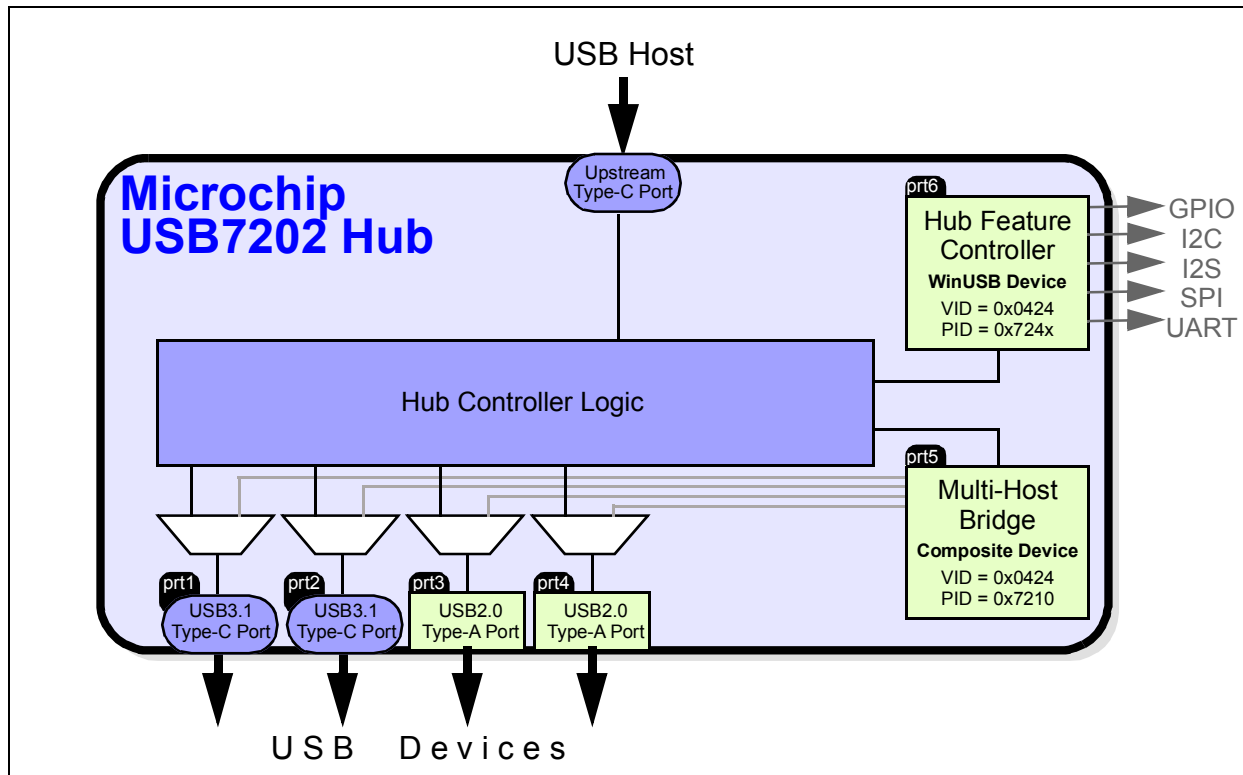 USB Host
Upstream
Type-C Port
Microchip
USB7202 Hub
prt6
Hub Feature
Controller
WinUSB Device
VID = 0x0424
PID = 0x724x
GPIO
I2C
I2S
SPI
UART
Hub Controller Logic
prt5
Multi-Host
Bridge
Composite Device
VID = 0x0424
PID = 0x7210
prt1
USB3.1
Type-C Port
prt2
USB3.1
Type-C Port
prt3
USB2.0
Type-A Port
prt4
USB2.0
Type-A Port
USB Devices